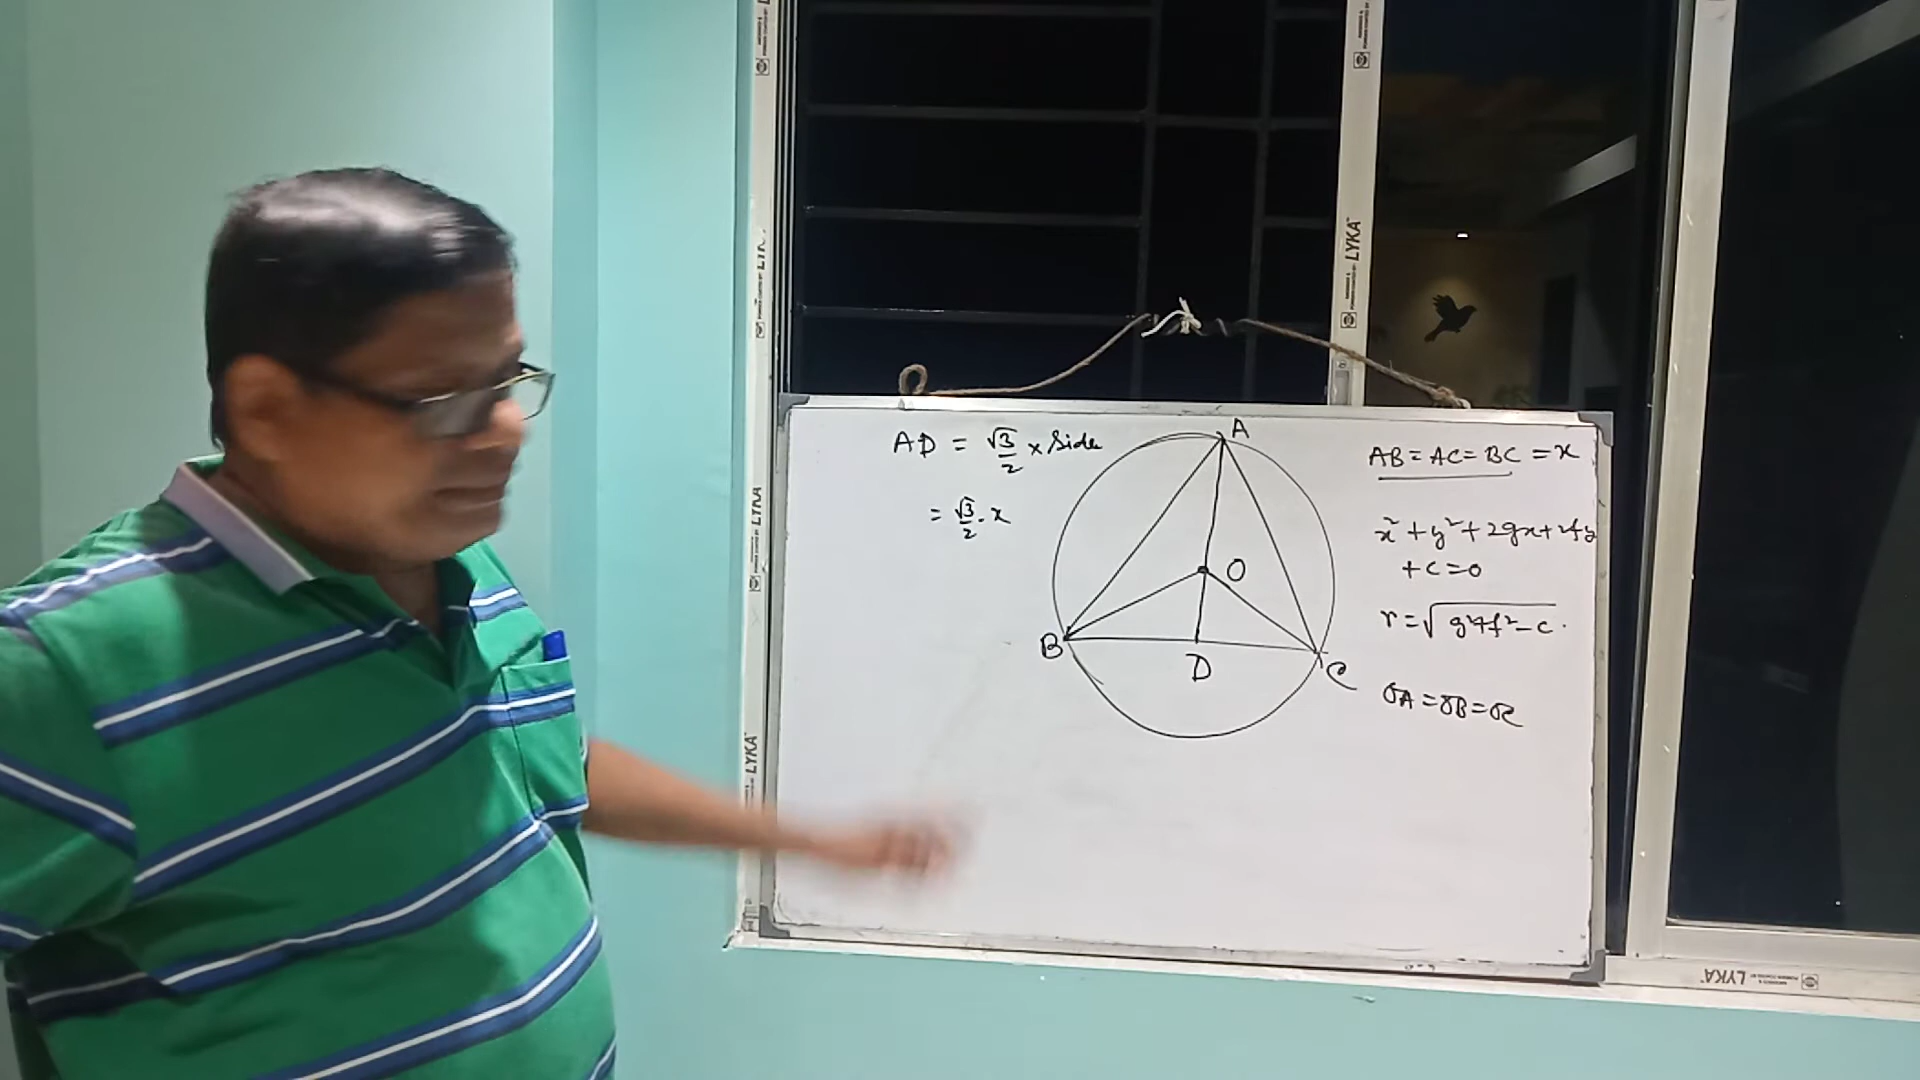 AD = √3/2 × Side
= √3/2 . x
A
O
B
D
C
AB = AC = BC = x
x² + y² + 2gx + 2fy
+ c = 0
r = √g²+f²-c .
OA = OB = OC
LYKA
LYKA
LYKA
LYKA
LYKA